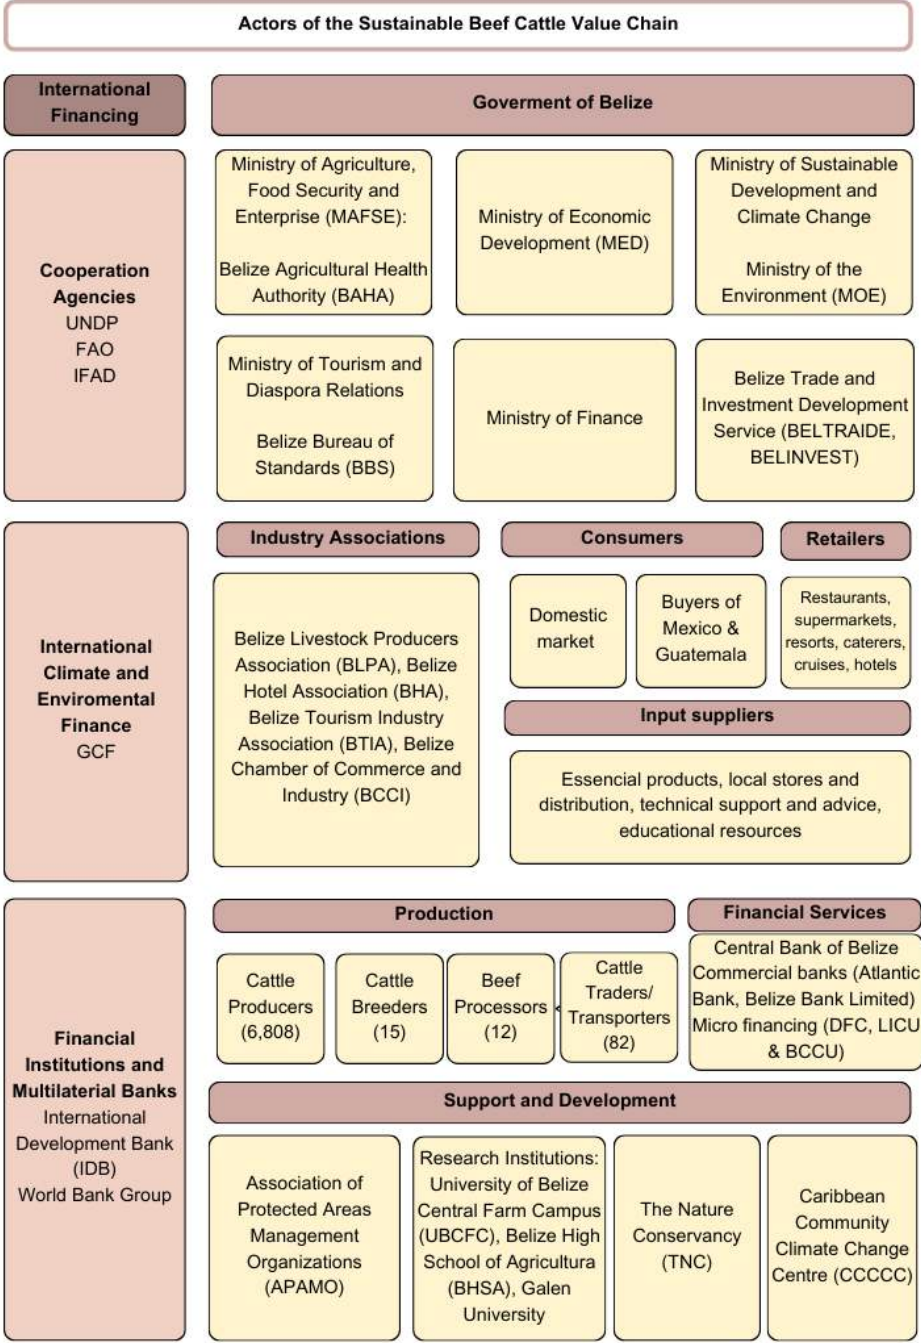 Actors of the Sustainable Beef Cattle Value Chain
International
Financing
Goverment of Belize
Cooperation
Agencies
UNDP
FAO
IFAD
Ministry of Agriculture,
Food Security and
Enterprise (MAFSE):
Belize Agricultural Health
Authority (BAHA)
Ministry of Economic
Development (MED)
Ministry of Sustainable
Development and
Climate Change
Ministry of the
Environment (MOE)
Ministry of Tourism and
Diaspora Relations
Belize Bureau of
Standards (BBS)
Ministry of Finance
Belize Trade and
Investment Development
Service (BELTRAIDE,
BELINVEST)
International
Climate and
Enviromental
Finance
GCF
Industry Associations
Belize Livestock Producers
Association (BLPA), Belize
Hotel Association (BHA),
Belize Tourism Industry
Association (BTIA), Belize
Chamber of Commerce and
Industry (BCCI)
Consumers
Domestic
market
Buyers of
Mexico &
Guatemala
Retailers
Restaurants,
supermarkets,
resorts, caterers,
cruises, hotels
Input suppliers
Essencial products, local stores and
distribution, technical support and advice,
educational resources
Financial
Institutions and
Multilaterial Banks
International
Development Bank
(IDB)
World Bank Group
Production
Cattle
Producers
(6,808)
Cattle
Breeders
(15)
Beef
Processors
(12)
Cattle
Traders/
Transporters
(82)
Financial Services
Central Bank of Belize
Commercial banks (Atlantic
Bank, Belize Bank Limited)
Micro financing (DFC, LICU
& BCCU)
Support and Development
Association of
Protected Areas
Management
Organizations
(APAMO)
Research Institutions:
University of Belize
Central Farm Campus
(UBCFC), Belize High
School of Agricultura
(BHSA), Galen
University
The Nature
Conservancy
(TNC)
Caribbean
Community
Climate Change
Centre (CCCCC)